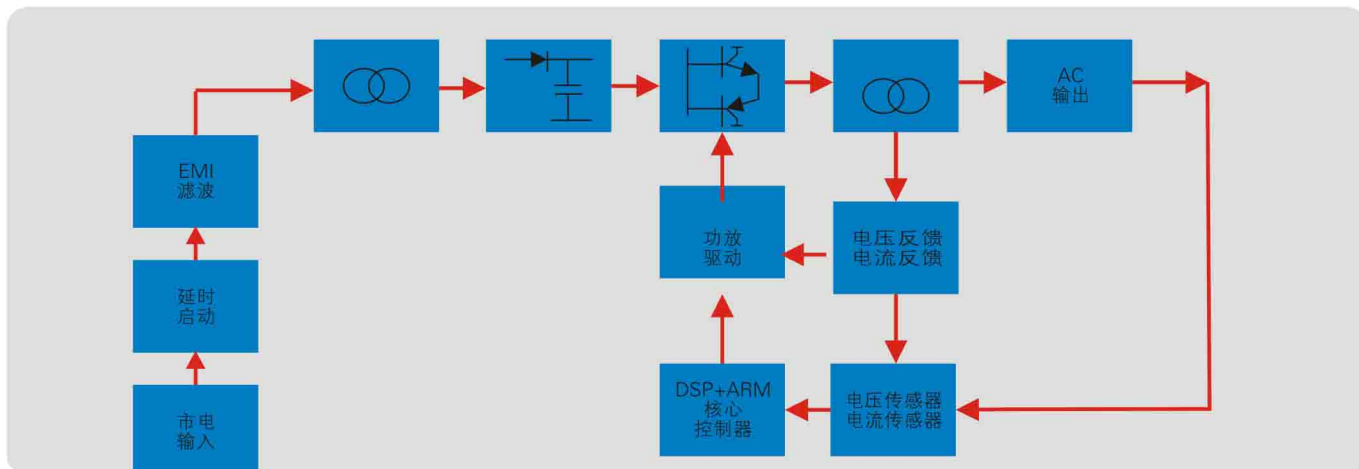 AC
输出
EMI
滤波
功放
驱动
电压反馈
电流反馈
延时
启动
DSP+ARM
核心
控制器
电压传感器
电流传感器
市电
输入